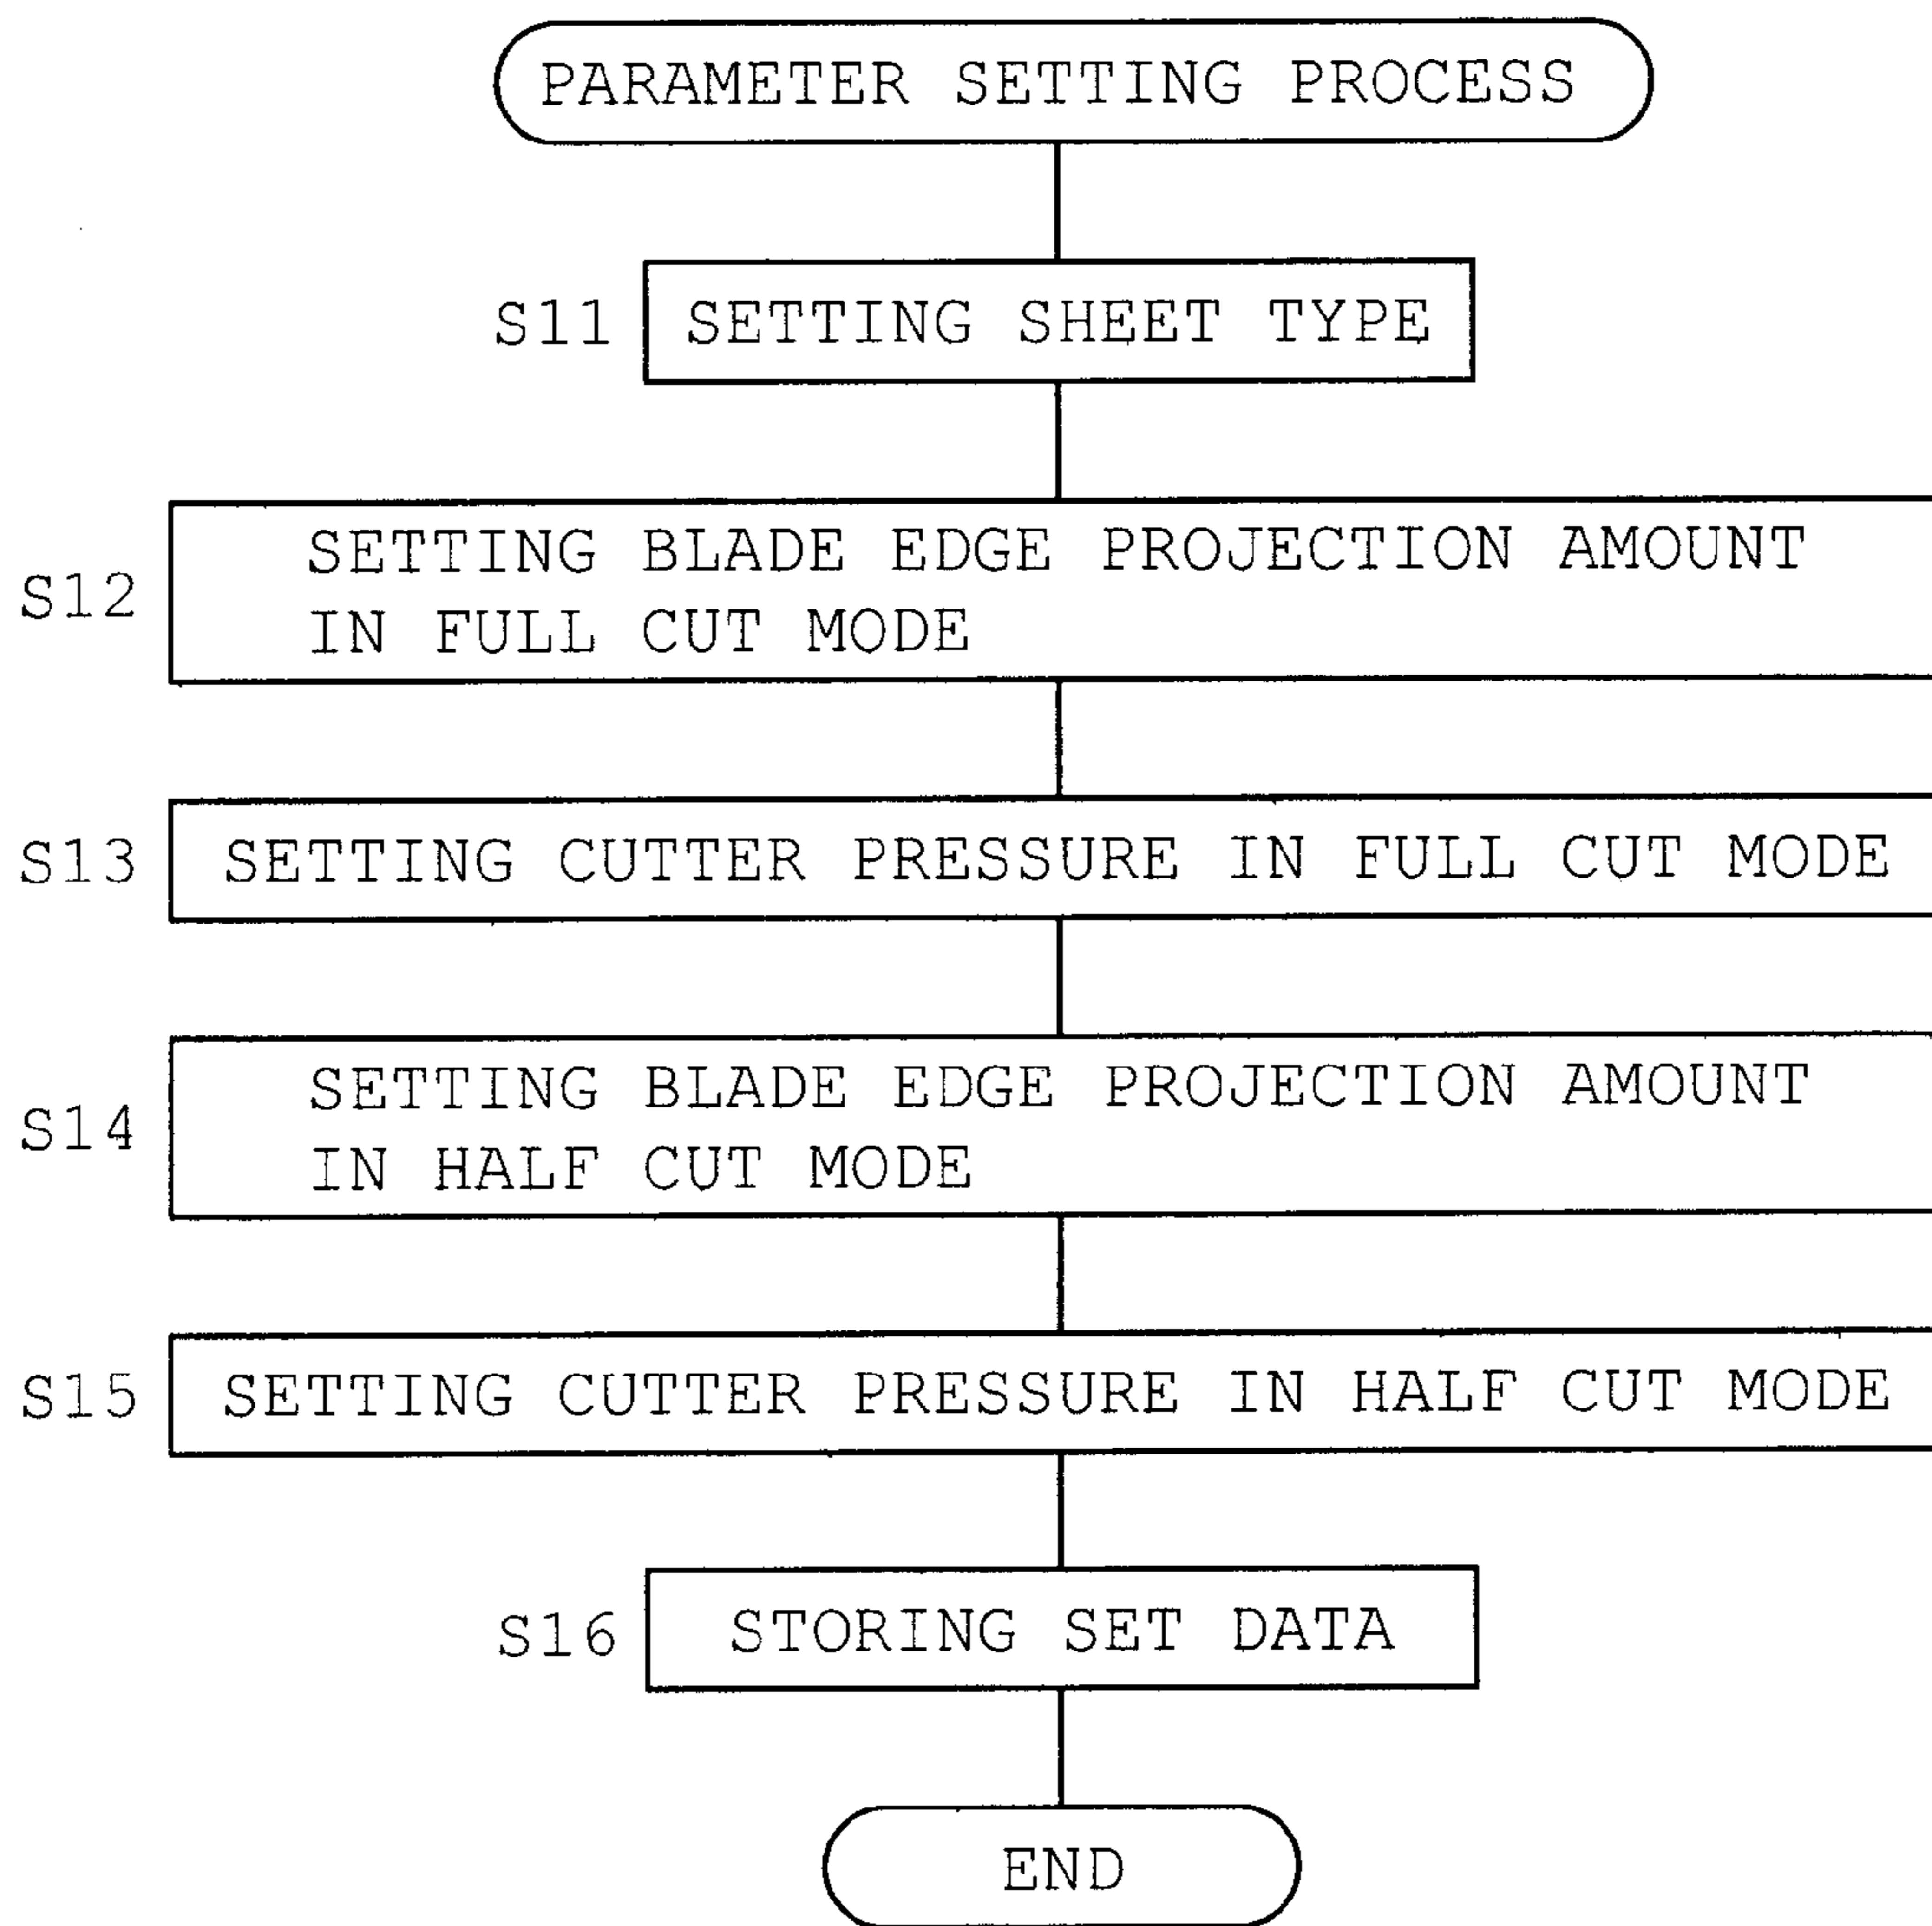 PARAMETER SETTING PROCESS
S11 SETTING SHEET TYPE
S12 SETTING BLADE EDGE PROJECTION AMOUNT
IN FULL CUT MODE
S13 SETTING CUTTER PRESSURE IN FULL CUT MODE
S14 SETTING BLADE EDGE PROJECTION AMOUNT
IN HALF CUT MODE
S15 SETTING CUTTER PRESSURE IN HALF CUT MODE
S16 STORING SET DATA
END